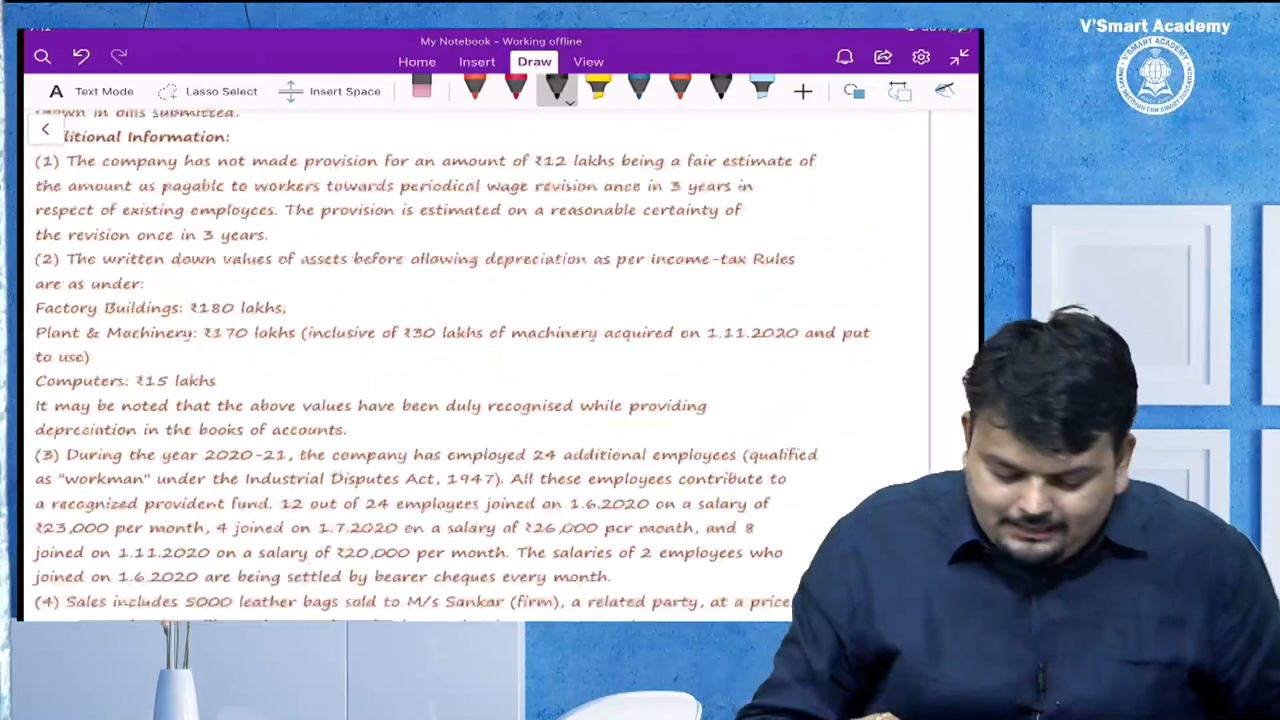 V'Smart Academy
My Notebook - Working offline
Home Insert Draw View
A Text Mode Lasso Select Insert Space
shown in bills submitted.
ditional Information:
(1) The company has not made provision for an amount of ₹12 lakhs being a fair estimate of
the amount as payable to workers towards periodical wage revision once in 3 years in
respect of existing employees. The provision is estimated on a reasonable certainty of
the revision once in 3 years.
(2) The written down values of assets before allowing depreciation as per income-tax Rules
are as under:
Factory Buildings: ₹180 lakhs;
Plant & Machinery: ₹170 lakhs (inclusive of ₹30 lakhs of machinery acquired on 1.11.2020 and put
to use)
Computers: ₹15 lakhs
It may be noted that the above values have been duly recognised while providing
depreciation in the books of accounts.
(3) During the year 2020-21, the company has employed 24 additional employees (qualified
as "workman" under the Industrial Disputes Act, 1947). All these employees contribute to
a recognized provident fund. 12 out of 24 employees joined on 1.6.2020 on a salary of
₹23,000 per month, 4 joined on 1.7.2020 on a salary of ₹26,000 per month, and 8
joined on 1.11.2020 on a salary of ₹20,000 per month. The salaries of 2 employees who
joined on 1.6.2020 are being settled by bearer cheques every month.
(4) Sales includes 5000 leather bags sold to M/s Sankar (firm), a related party, at a price